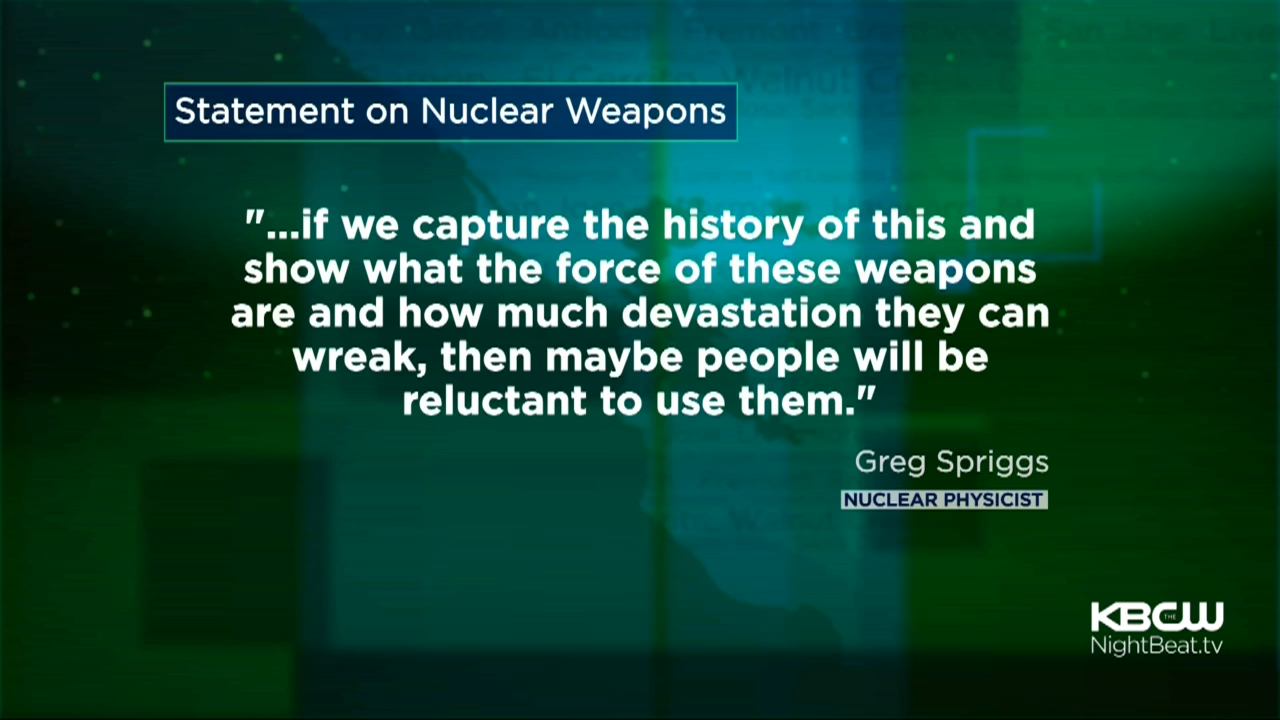 Statement on Nuclear Weapons
"...if we capture the history of this and
show what the force of these weapons
are and how much devastation they can
wreak, then maybe people will be
reluctant to use them."
Greg Spriggs
NUCLEAR PHYSICIST
KBCW
THE
NightBeat.tv